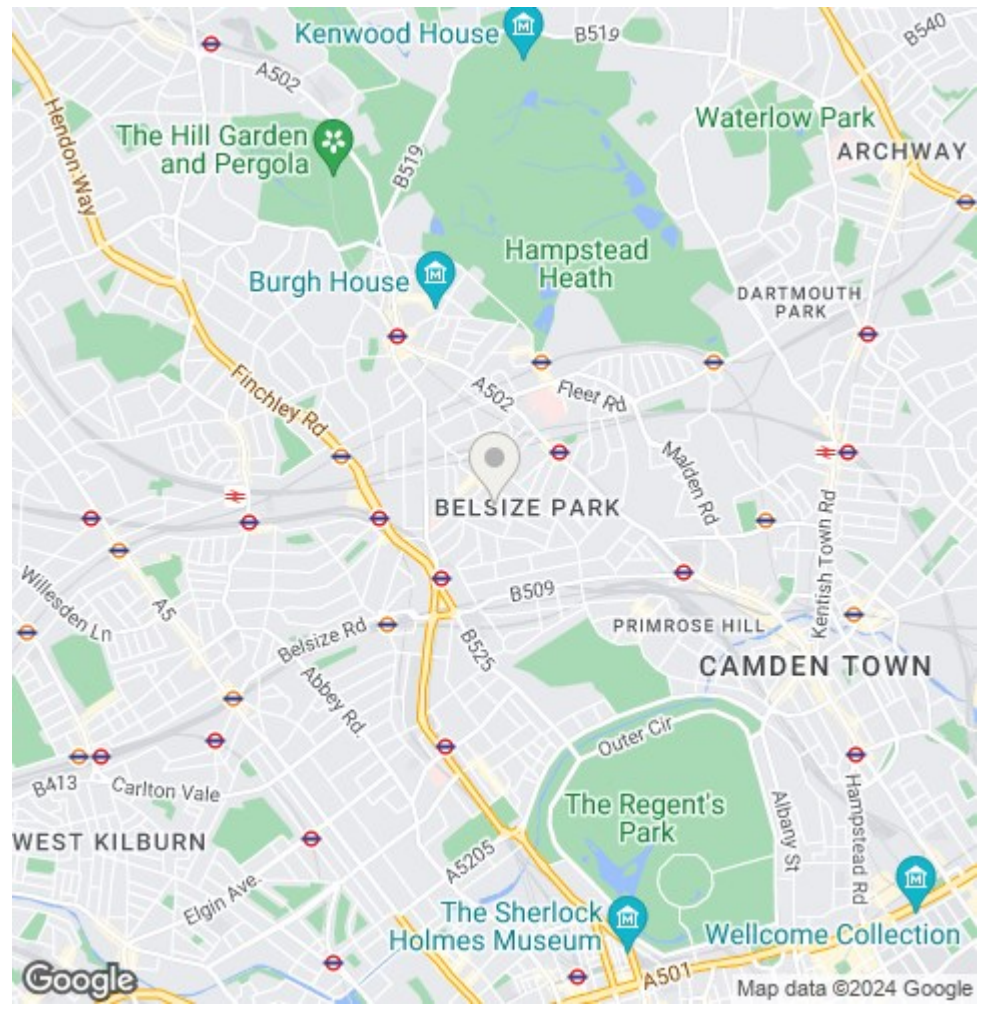 Kenwood House
B519
B540
A502
Hendon Way
Waterlow Park
The Hill Garden
and Pergola
B519
ARCHWAY
Hampstead
Heath
Burgh House
DARTMOUTH
PARK
Finchley Rd
A502
Fleet Rd
Malden Rd
BELSIZE PARK
Kentish Town Rd
Willesden Ln
A5
B509
Belsize Rd
B525
PRIMROSE HILL
CAMDEN TOWN
Abbey Rd.
Outer Cir
B413
Carlton Vale
The Regent's
Park
Albany St
Hampstead Rd
WEST KILBURN
A5205
Elgin Ave.
The Sherlock
Holmes Museum
Wellcome Collection
A501
Google
Map data ©2024 Google